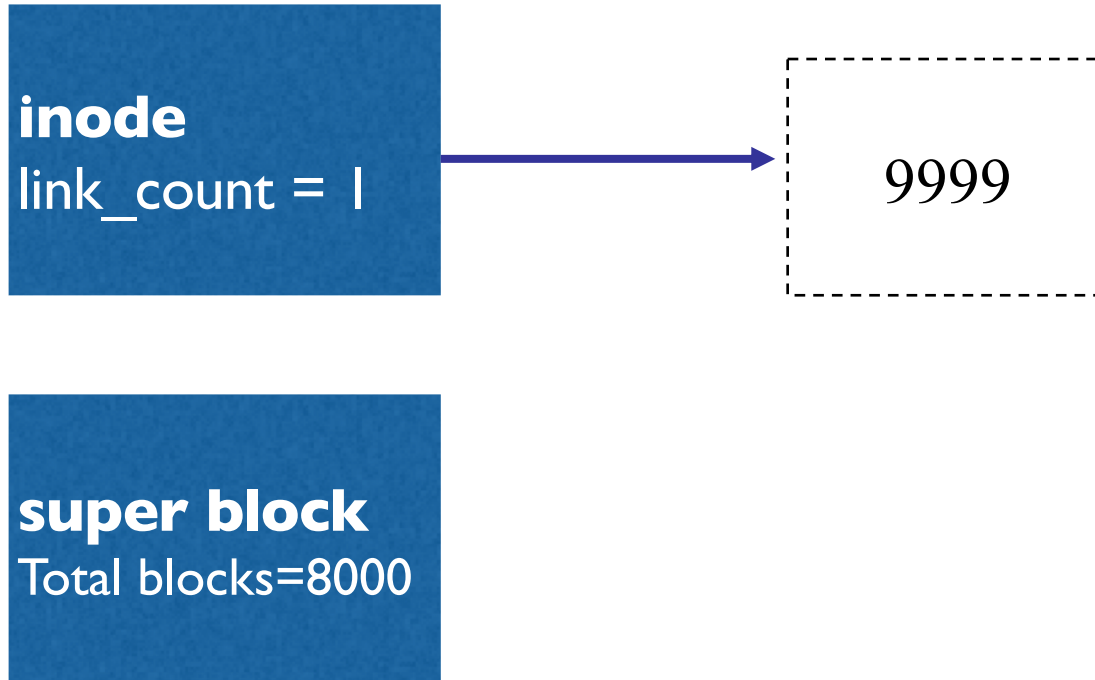 inode
link_count = 1
9999
super block
Total blocks=8000